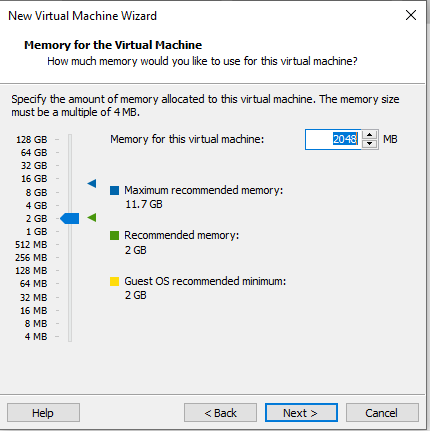 New Virtual Machine Wizard
Memory for the Virtual Machine
How much memory would you like to use for this virtual machine?
Specify the amount of memory allocated to this virtual machine. The memory size
must be a multiple of 4 MB.
Memory for this virtual machine: 2048 MB
128 GB
64 GB
32 GB
16 GB
8 GB
4 GB
2 GB
1 GB
512 MB
256 MB
128 MB
64 MB
32 MB
16 MB
8 MB
4 MB
Maximum recommended memory:
11.7 GB
Recommended memory:
2 GB
Guest OS recommended minimum:
2 GB
Help
< Back
Next >
Cancel